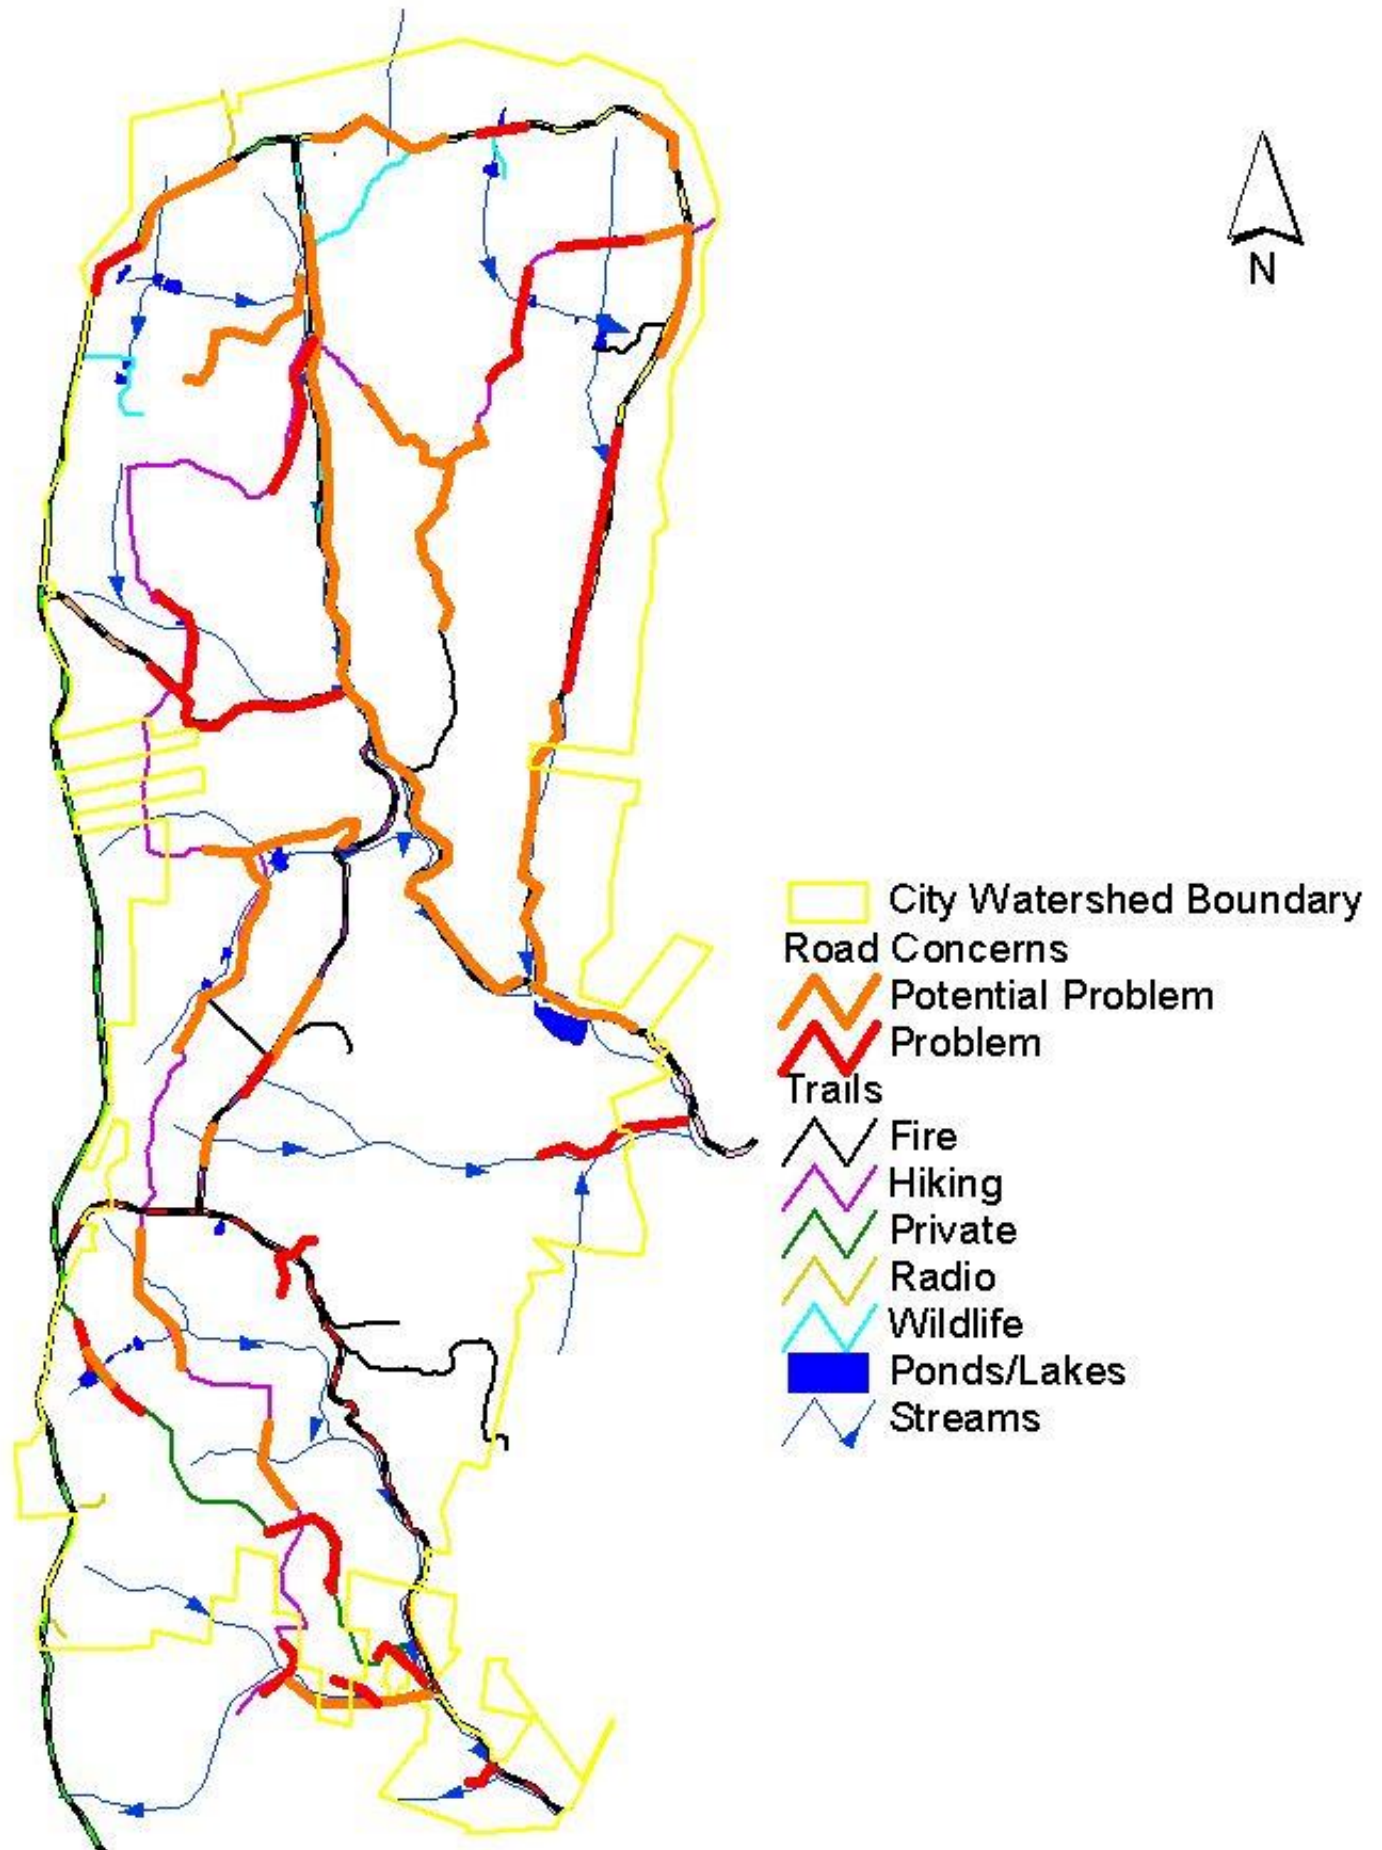 N
City Watershed Boundary
Road Concerns
Potential Problem
Problem
Trails
Fire
Hiking
Private
Radio
Wildlife
Ponds/Lakes
Streams